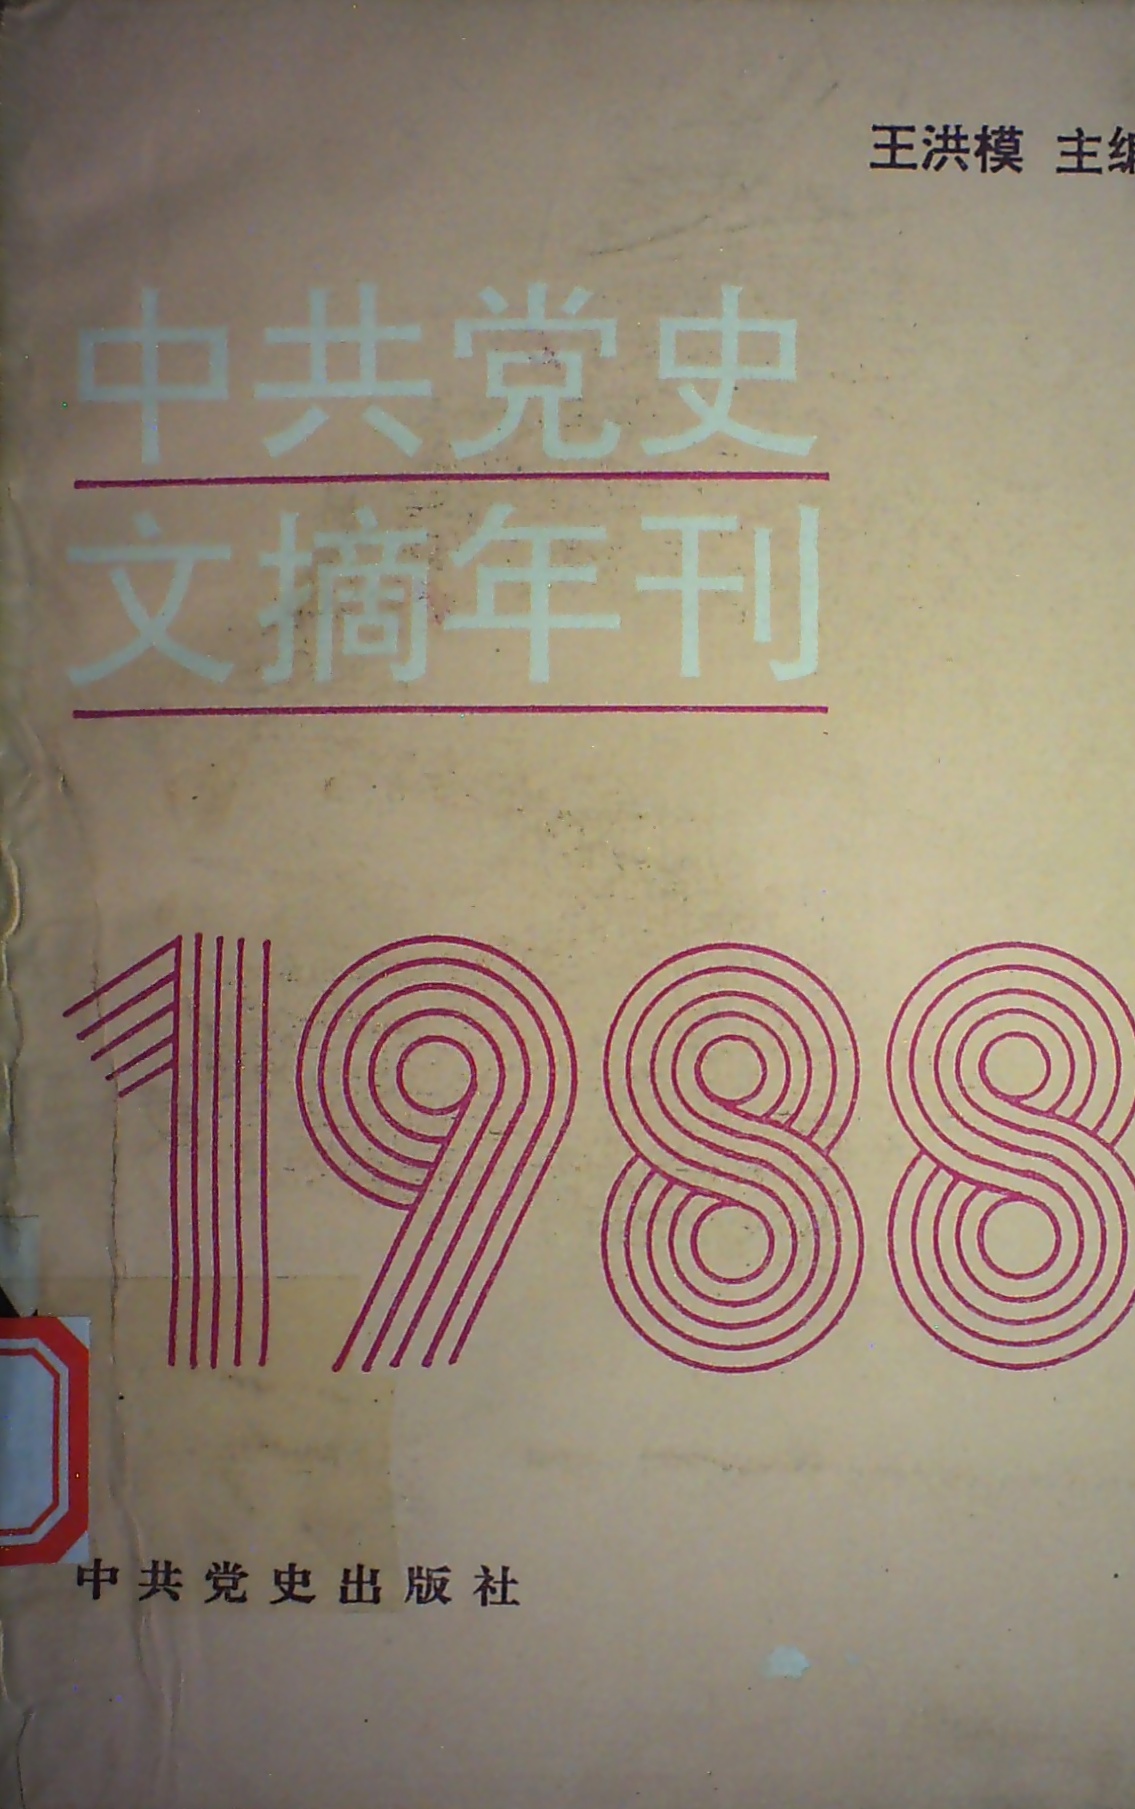 王洪模 主编
中共党史
文摘年刊
1988
中共党史出版社